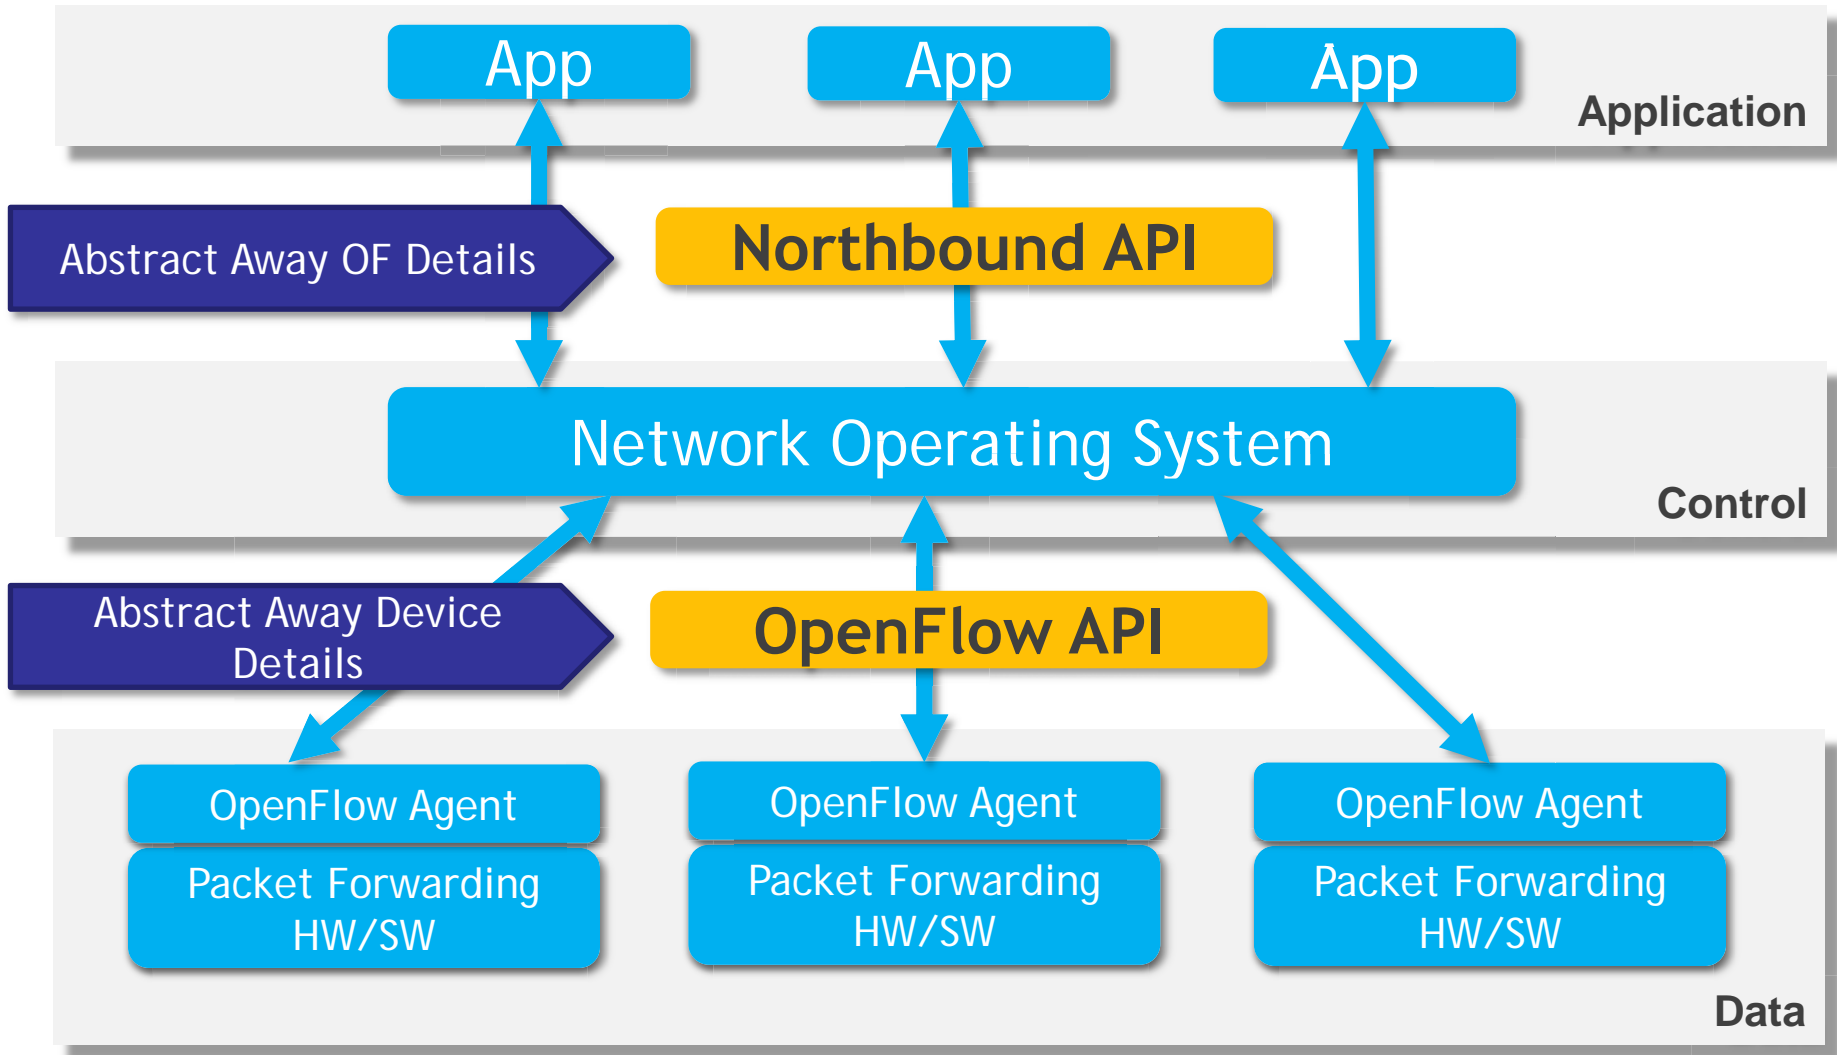 App
App
App
Application
Abstract Away OF Details
Northbound API
Network Operating System
Control
Abstract Away Device
Details
OpenFlow API
OpenFlow Agent
OpenFlow Agent
OpenFlow Agent
Packet Forwarding
HW/SW
Packet Forwarding
HW/SW
Packet Forwarding
HW/SW
Data